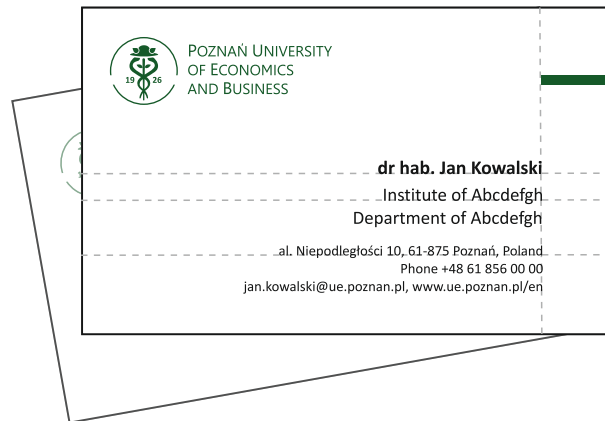 POZNAŃ UNIVERSITY
OF ECONOMICS
AND BUSINESS
19 26
dr hab. Jan Kowalski
Institute of Abcdefgh
Department of Abcdefgh
al. Niepodległości 10, 61-875 Poznań, Poland
Phone +48 61 856 00 00
jan.kowalski@ue.poznan.pl, www.ue.poznan.pl/en